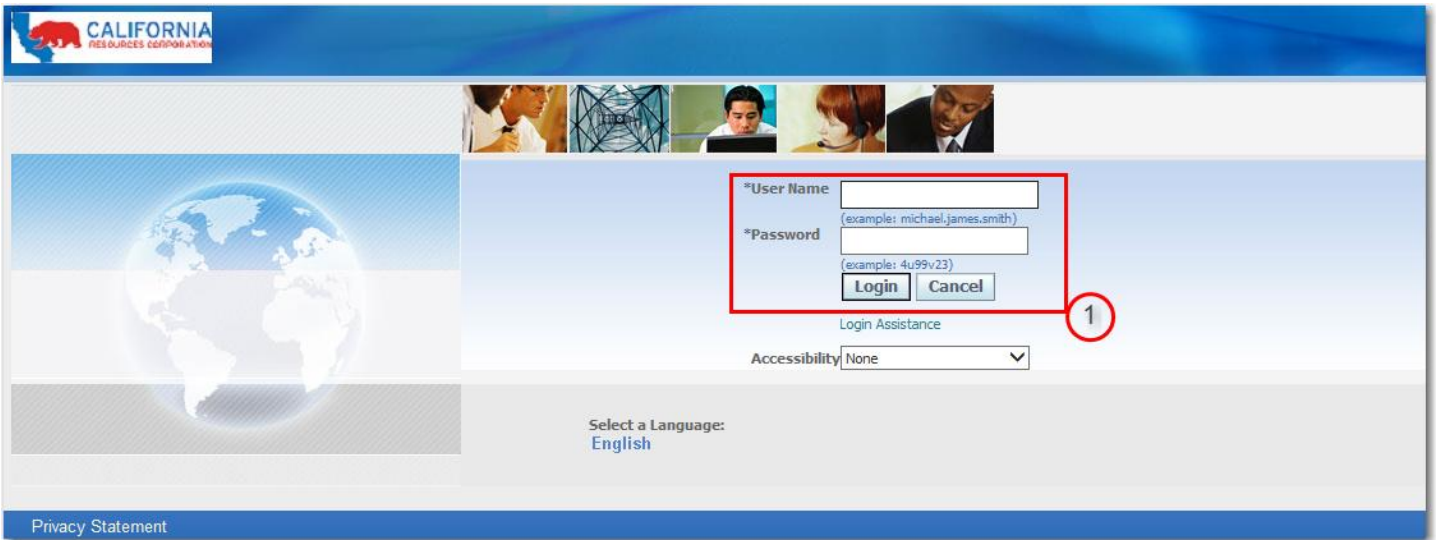 CALIFORNIA
RESOURCES CORPORATION
*User Name
(example: michael.james.smith)
*Password
(example: 4u99v23)
Login Cancel
1
Login Assistance
Accessibility None
Select a Language:
English
Privacy Statement